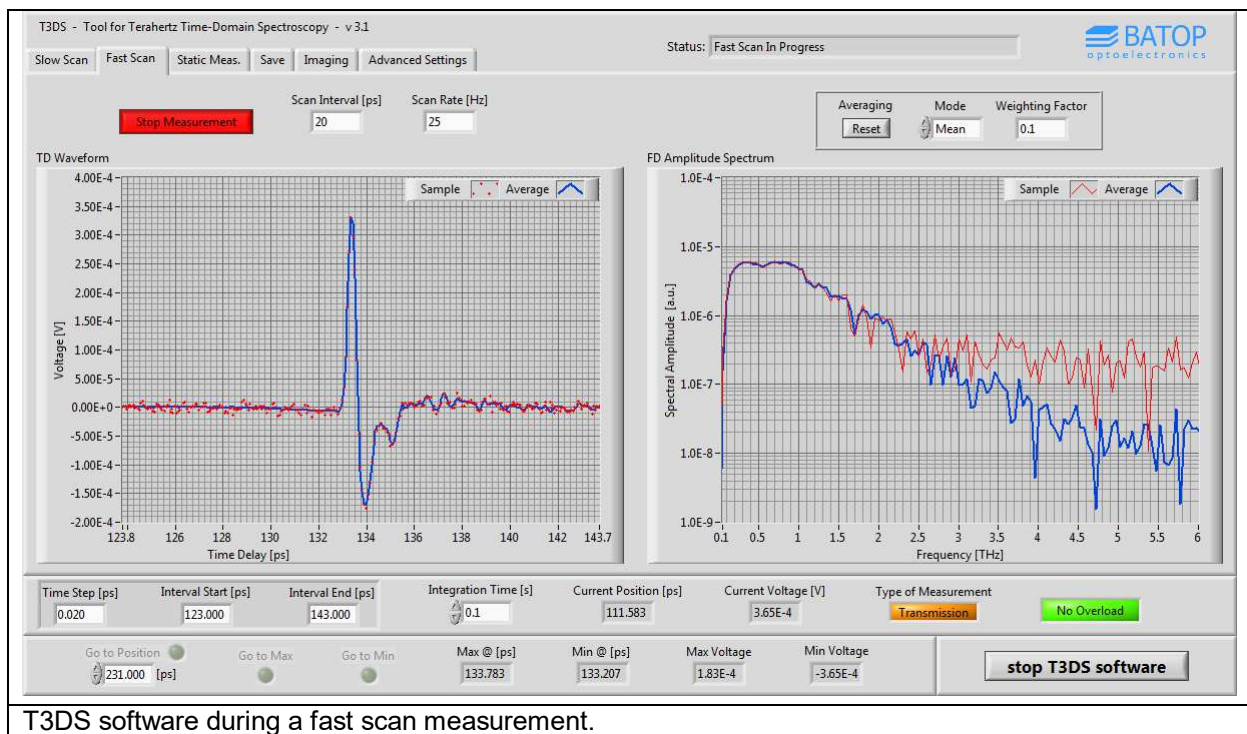 T3DS - Tool for Terahertz Time-Domain Spectroscopy - v 3.1
Status: Fast Scan In Progress
BATOP
optoelectronics
Slow Scan Fast Scan Static Meas. Save Imaging Advanced Settings
Stop Measurement
Scan Interval [ps] Scan Rate [Hz]
20 25
Averaging Mode Weighting Factor
Reset Mean 0.1
TD Waveform
Sample Average
4.00E-4
3.50E-4
3.00E-4
2.50E-4
2.00E-4
1.50E-4
1.00E-4
5.00E-5
0.00E+0
-5.00E-5
-1.00E-4
-1.50E-4
-2.00E-4
Voltage [V]
123.8 126 128 130 132 134 136 138 140 142 143.7
Time Delay [ps]
FD Amplitude Spectrum
Sample Average
1.0E-4
1.0E-5
1.0E-6
1.0E-7
1.0E-8
1.0E-9
Spectral Amplitude [a.u.]
0.1 0.5 1 1.5 2 2.5 3 3.5 4 4.5 5 5.5 6
Frequency [THz]
Time Step [ps] Interval Start [ps] Interval End [ps] Integration Time [s] Current Position [ps] Current Voltage [V] Type of Measurement
0.020 123.000 143.000 0.1 111.583 3.65E-4 Transmission No Overload
Go to Position Go to Max Go to Min Max @ [ps] Min @ [ps] Max Voltage Min Voltage
231.000 [ps] 133.783 133.207 1.83E-4 -3.65E-4
stop T3DS software
T3DS software during a fast scan measurement.